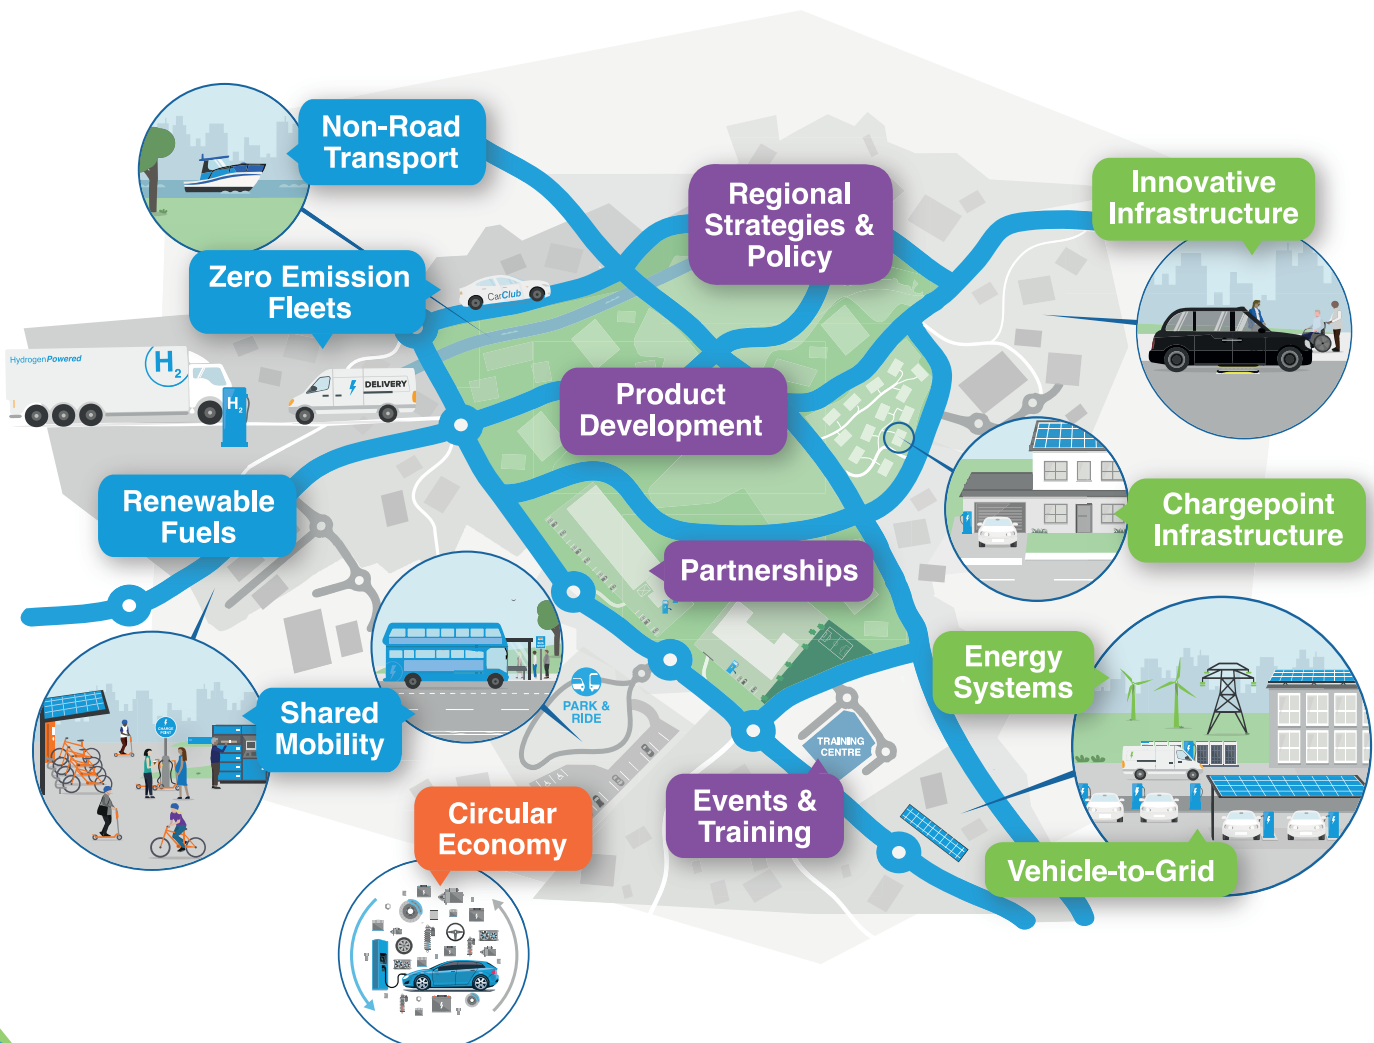 Non-Road
Transport
Regional
Strategies &
Policy
Innovative
Infrastructure
Zero Emission
Fleets
CarClub
HydrogenPowered
H2
DELIVERY
H2
Product
Development
Renewable
Fuels
Chargepoint
Infrastructure
Partnerships
Energy
Systems
PARK &
RIDE
Shared
Mobility
CHARGE
POINT
TRAINING
CENTRE
Events &
Training
Circular
Economy
Vehicle-to-Grid